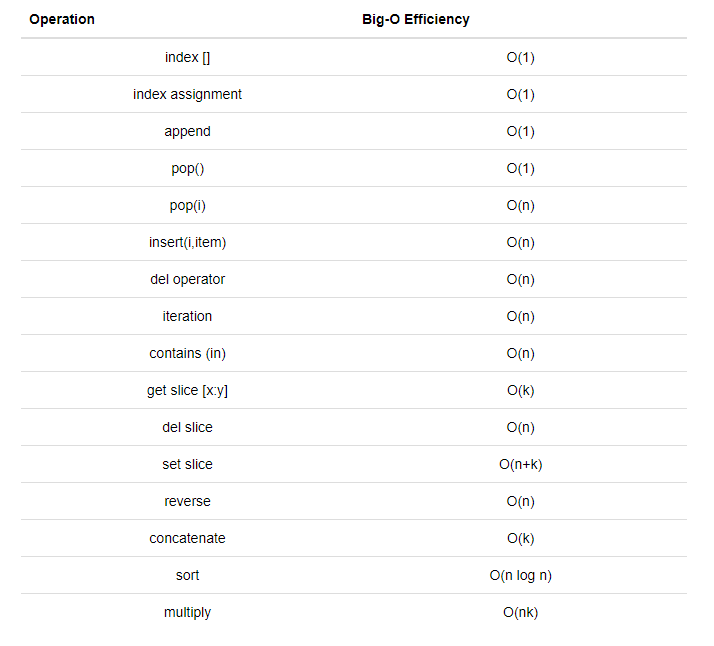 Operation Big-O Efficiency
index [] O(1)
index assignment O(1)
append O(1)
pop() O(1)
pop(i) O(n)
insert(i,item) O(n)
del operator O(n)
iteration O(n)
contains (in) O(n)
get slice [x:y] O(k)
del slice O(n)
set slice O(n+k)
reverse O(n)
concatenate O(k)
sort O(n log n)
multiply O(nk)